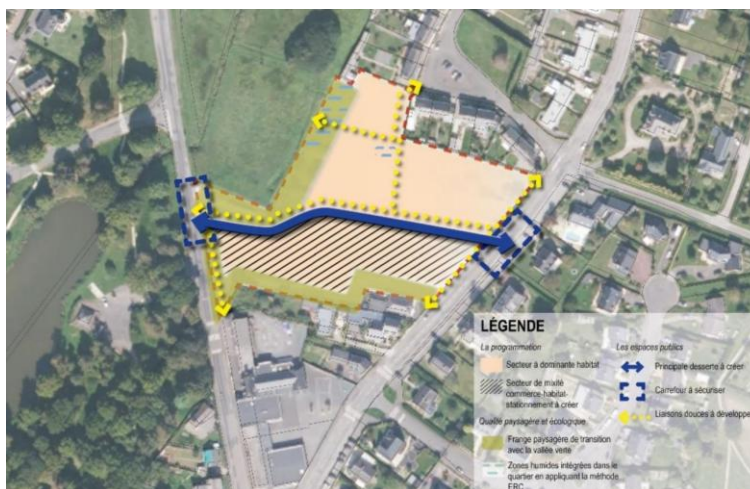 LÉGENDE
La programmation
Secteur à dominante habitat
Secteur de mixité
commerce-habitat-
stationnement à créer
Qualité paysagère et écologique
Frange paysagère de transition
avec la vallée verte
Zones humides intégrées dans le
quartier en appliquant la méthode
ERC
Les espaces publics
Principale desserte à créer
Carrefour à sécuriser
Liaisons douces à développe